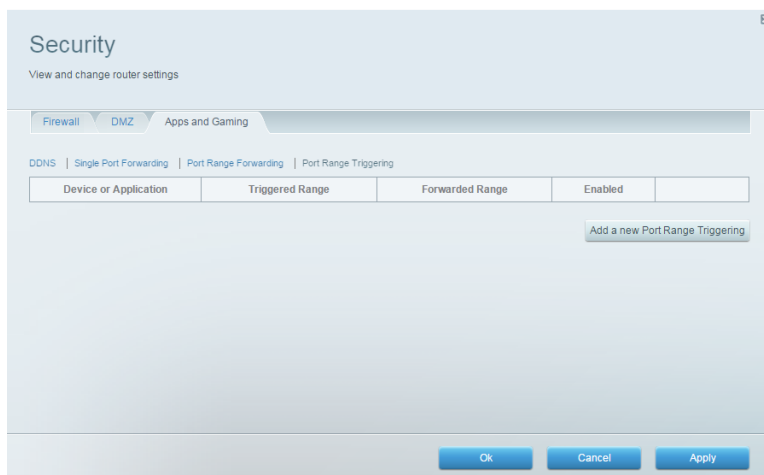 Security
View and change router settings
Firewall DMZ Apps and Gaming
DDNS | Single Port Forwarding | Port Range Forwarding | Port Range Triggering
Device or Application Triggered Range Forwarded Range Enabled
Add a new Port Range Triggering
Ok Cancel Apply